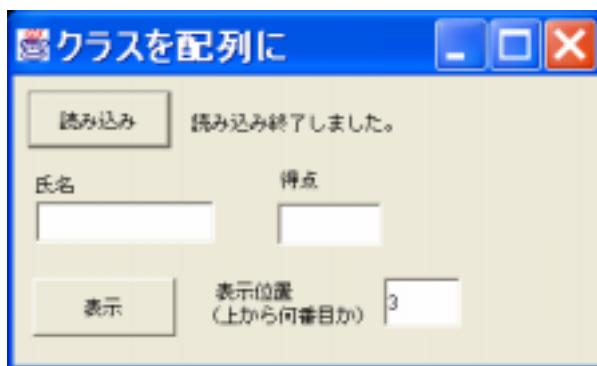 クラスを配列に
読み込み 読み込み終了しました。
氏名 得点
表示 表示位置
(上から何番目か) 3